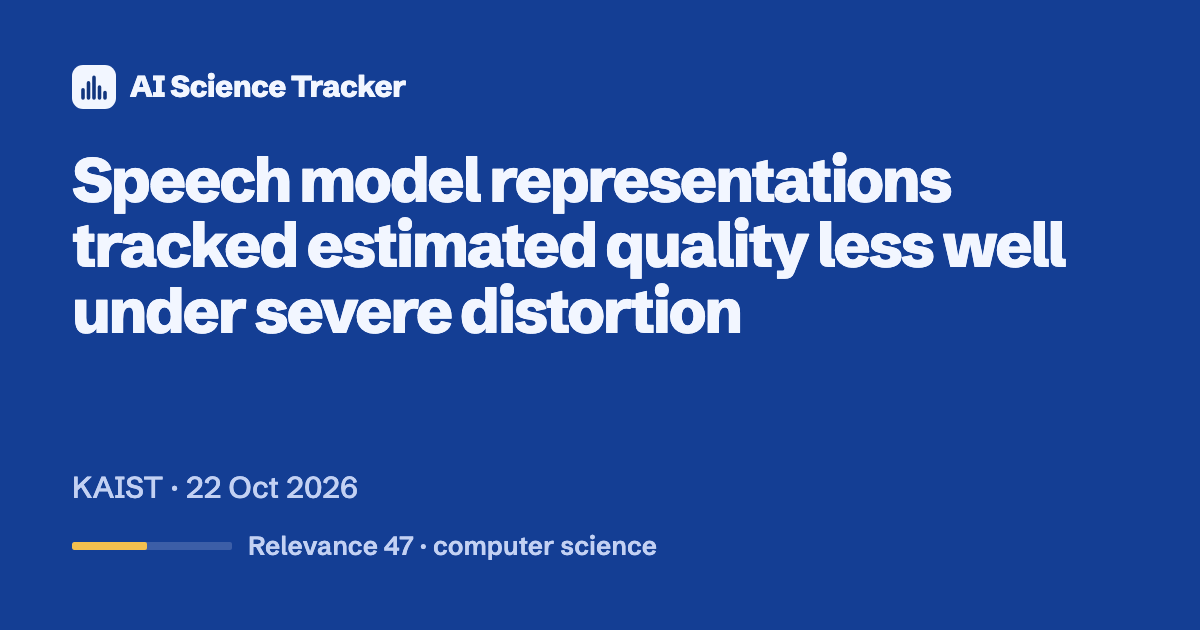 AI Science Tracker
Speech model representations
tracked estimated quality less well
under severe distortion
KAIST · 22 Oct 2026
Relevance 47 · computer science